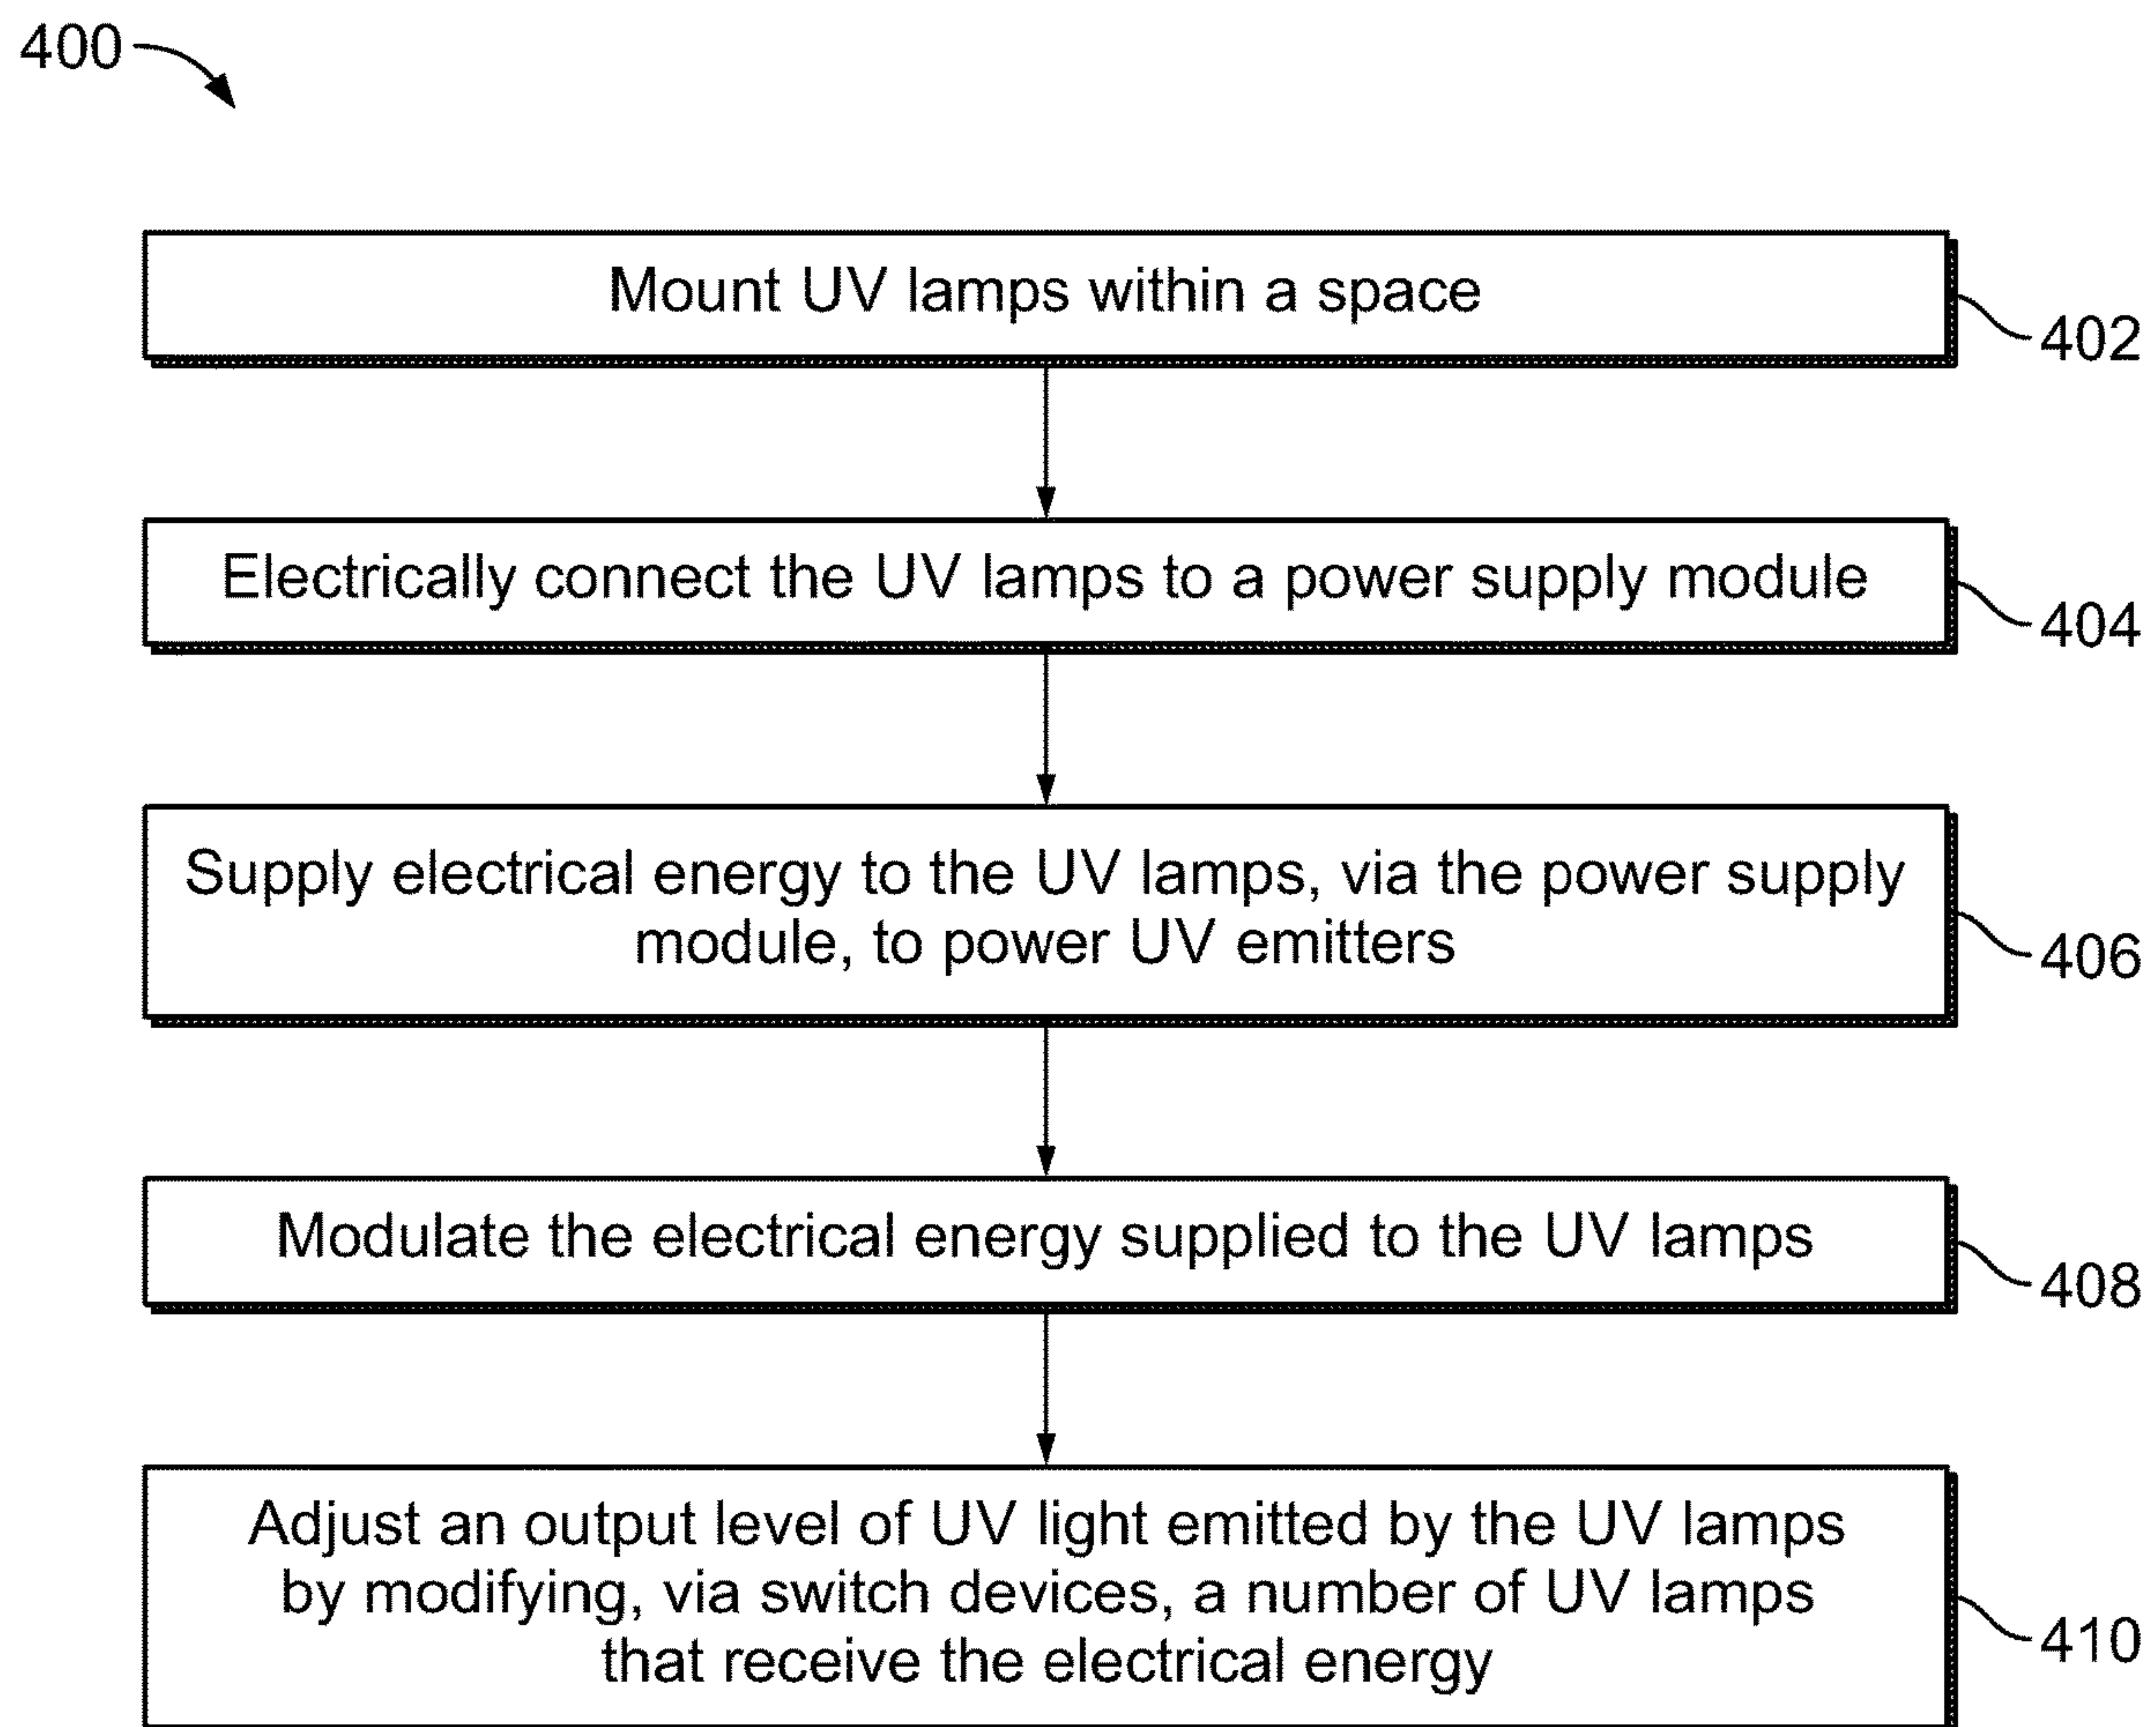 400
Mount UV lamps within a space
402
Electrically connect the UV lamps to a power supply module
404
Supply electrical energy to the UV lamps, via the power supply
module, to power UV emitters
406
Modulate the electrical energy supplied to the UV lamps
408
Adjust an output level of UV light emitted by the UV lamps
by modifying, via switch devices, a number of UV lamps
that receive the electrical energy
410